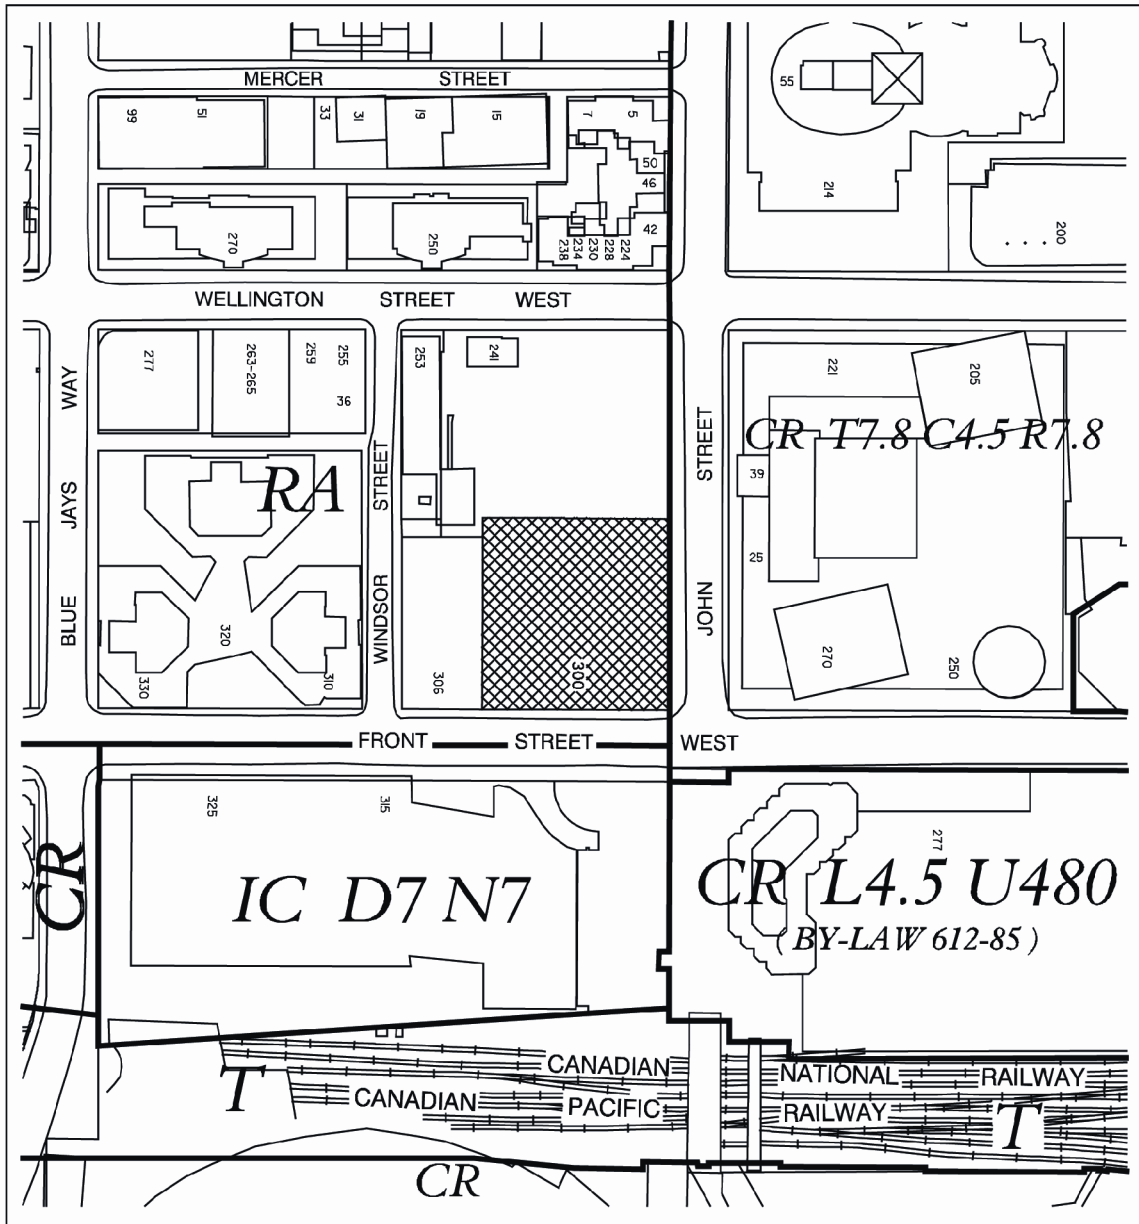 MERCER STREET
55
99
51
33
31
19
15
7
5
50
46
42
214
200
270
250
238
234
230
228
224
WELLINGTON STREET WEST
277
263-265
259
255
36
253
241
221
205
BLUE JAYS WAY
WINDSOR STREET
JOHN STREET
CR T7.8 C4.5 R7.8
RA
39
25
320
330
310
306
300
270
250
FRONT STREET WEST
325
315
277
CR
IC D7 N7
CR L4.5 U480
( BY-LAW 612-85 )
CANADIAN NATIONAL RAILWAY
CANADIAN PACIFIC RAILWAY
T
T
CR